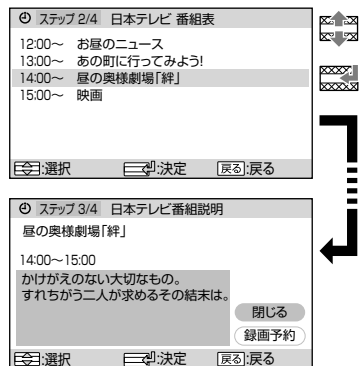 ステップ 2/4 日本テレビ 番組表
12:00〜 お昼のニュース
13:00〜 あの町に行ってみよう!
14:00〜 昼の奥様劇場「絆」
15:00〜 映画
:選択 :決定 戻る:戻る
ステップ 3/4 日本テレビ番組説明
昼の奥様劇場「絆」
14:00〜15:00
かけがえのない大切なもの。
すれちがう二人が求めるその結末は。
閉じる
録画予約
:選択 :決定 戻る:戻る